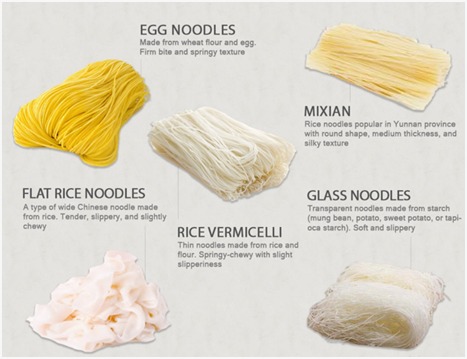 EGG NOODLES
Made from wheat flour and egg.
Firm bite and springy texture
MIXIAN
Rice noodles popular in Yunnan province
with round shape, medium thickness, and
silky texture
FLAT RICE NOODLES
A type of wide Chinese noodle made
from rice. Tender, slippery, and slightly
chewy
RICE VERMICELLI
Thin noodles made from rice and
flour. Springy-chewy with slight
slipperiness
GLASS NOODLES
Transparent noodles made from starch
(mung bean, potato, sweet potato, or tapi-
oca starch). Soft and slippery